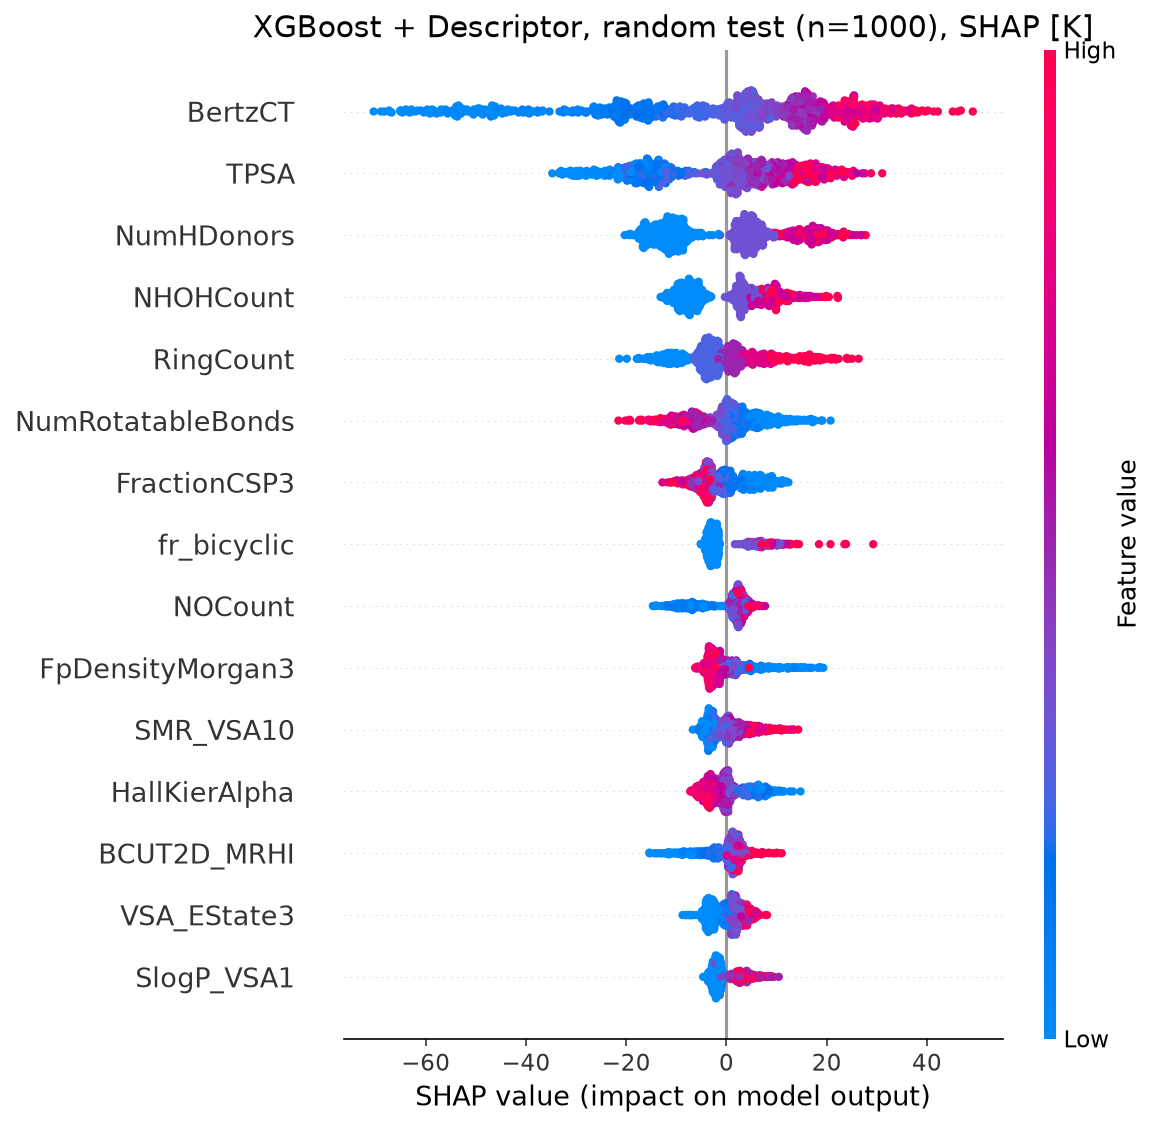 XGBoost + Descriptor, random test (n=1000), SHAP [K]
High
BertzCT
TPSA
NumHDonors
NHOHCount
RingCount
NumRotatableBonds
FractionCSP3
fr_bicyclic
NOCount
FpDensityMorgan3
SMR_VSA10
HallKierAlpha
BCUT2D_MRHI
VSA_EState3
SlogP_VSA1
Feature value
Low
−60 −40 −20 0 20 40
SHAP value (impact on model output)